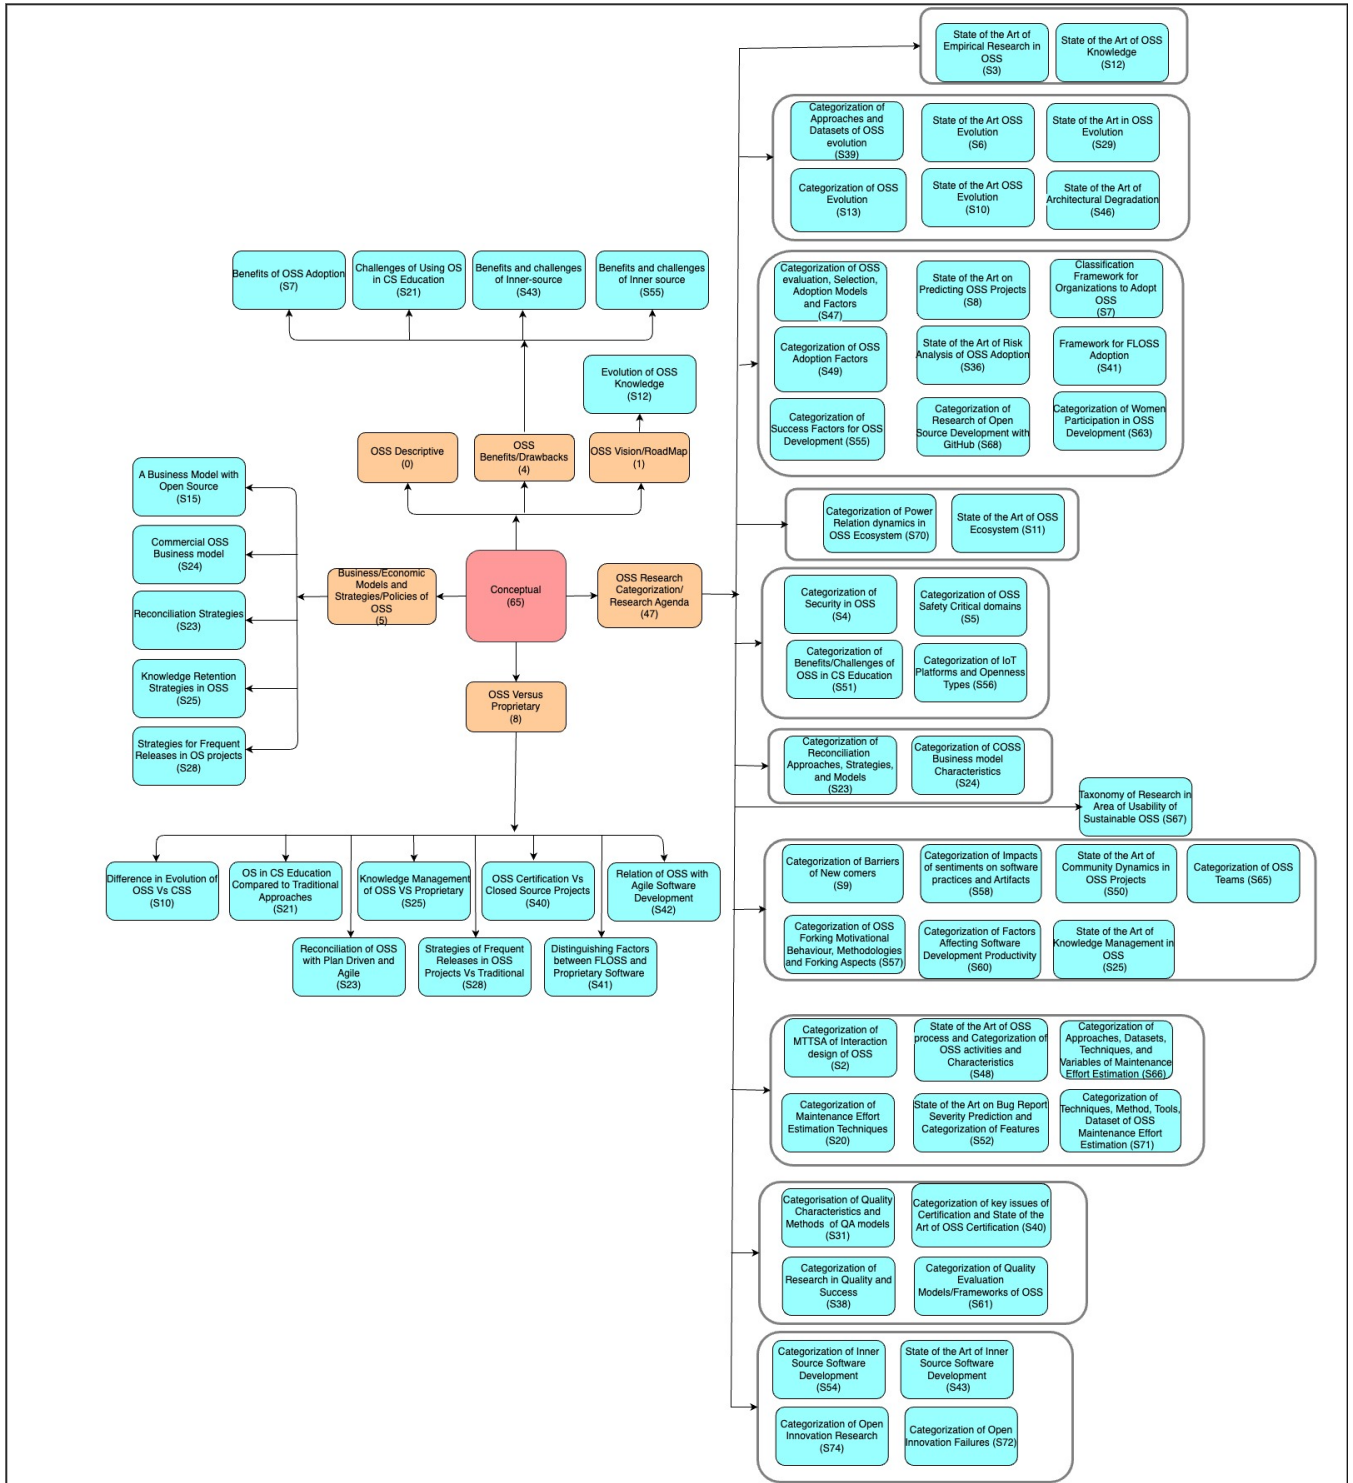 State of the Art of
Empirical Research in
OSS
(S3)
State of the Art of OSS
Knowledge
(S12)
Categorization of
Approaches and
Datasets of OSS
evolution
(S39)
State of the Art OSS
Evolution
(S6)
State of the Art in OSS
Evolution
(S29)
Categorization of OSS
Evolution
(S13)
State of the Art OSS
Evolution
(S10)
State of the Art of
Architectural Degradation
(S46)
Benefits of OSS Adoption
(S7)
Challenges of Using OS
in CS Education
(S21)
Benefits and challenges
of Inner-source
(S43)
Benefits and challenges
of Inner source
(S55)
Categorization of OSS
evaluation, Selection,
Adoption Models
and Factors
(S47)
State of the Art on
Predicting OSS Projects
(S8)
Classification
Framework for
Organizations to Adopt
OSS
(S7)
Categorization of OSS
Adoption Factors
(S49)
State of the Art of Risk
Analysis of OSS Adoption
(S36)
Framework for FLOSS
Adoption
(S41)
Categorization of
Success Factors for OSS
Development (S55)
Categorization of
Research of Open
Source Development with
GitHub (S68)
Categorization of Women
Participation in OSS
Development (S63)
Evolution of OSS
Knowledge
(S12)
OSS Descriptive
(0)
OSS
Benefits/Drawbacks
(4)
OSS Vision/RoadMap
(1)
A Business Model with
Open Source
(S15)
Commercial OSS
Business model
(S24)
Reconciliation Strategies
(S23)
Knowledge Retention
Strategies in OSS
(S25)
Strategies for Frequent
Releases in OS projects
(S28)
Business/Economic
Models and
Strategies/Policies of
OSS
(5)
Conceptual
(65)
OSS Research
Categorization/
Research Agenda
(47)
OSS Versus
Proprietary
(8)
Categorization of Power
Relation dynamics in
OSS Ecosystem (S70)
State of the Art of OSS
Ecosystem (S11)
Categorization of
Security in OSS
(S4)
Categorization of OSS
Safety Critical domains
(S5)
Categorization of
Benefits/Challenges of
OSS in CS Education
(S51)
Categorization of IoT
Platforms and Openness
Types (S56)
Categorization of
Reconciliation
Approaches, Strategies,
and Models
(S23)
Categorization of COSS
Business model
Characteristics
(S24)
Taxonomy of Research in
Area of Usability of
Sustainable OSS (S67)
Difference in Evolution of
OSS Vs CSS
(S10)
OS in CS Education
Compared to Traditional
Approaches
(S21)
Knowledge Management
of OSS VS Proprietary
(S25)
OSS Certification Vs
Closed Source Projects
(S40)
Relation of OSS with
Agile Software
Development
(S42)
Reconciliation of OSS
with Plan Driven and
Agile
(S23)
Strategies of Frequent
Releases in OSS
Projects Vs Traditional
(S28)
Distinguishing Factors
between FLOSS and
Proprietary Software
(S41)
Categorization of Barriers
of New comers
(S9)
Categorization of Impacts
of sentiments on software
practices and Artifacts
(S58)
State of the Art of
Community Dynamics in
OSS Projects
(S50)
Categorization of OSS
Teams (S65)
Categorization of OSS
Forking Motivational
Behaviour, Methodologies
and Forking Aspects (S57)
Categorization of Factors
Affecting Software
Development Productivity
(S60)
State of the Art of
Knowledge Management in
OSS
(S25)
Categorization of
MTTSA of Interaction
design of OSS
(S2)
State of the Art of OSS
process and Categorization of
OSS activities and
Characteristics
(S48)
Categorization of
Approaches, Datasets,
Techniques, and
Variables of Maintenance
Effort Estimation (S66)
Categorization of
Maintenance Effort
Estimation Techniques
(S20)
State of the Art on Bug Report
Severity Prediction and
Categorization of Features
(S52)
Categorization of
Techniques, Method, Tools,
Dataset of OSS
Maintenance Effort
Estimation (S71)
Categorisation of Quality
Characteristics and
Methods of QA models
(S31)
Categorization of key issues of
Certification and State of the
Art of OSS Certification (S40)
Categorization of
Research in Quality and
Success
(S38)
Categorization of Quality
Evaluation
Models/Frameworks of OSS
(S61)
Categorization of Inner
Source Software
Development
(S54)
State of the Art of Inner
Source Software
Development
(S43)
Categorization of Open
Innovation Research
(S74)
Categorization of Open
Innovation Failures (S72)